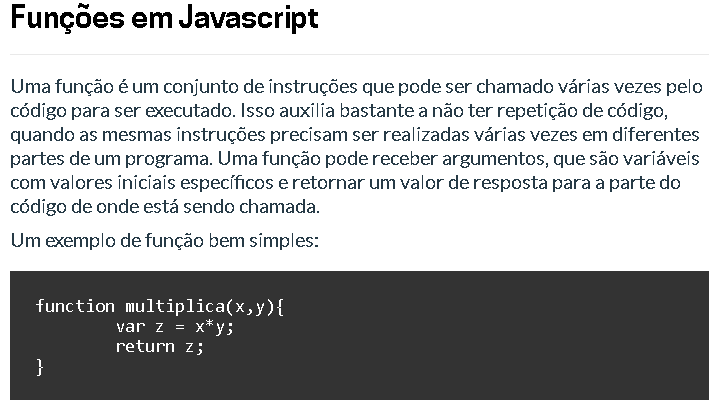 Funções em Javascript
Uma função é um conjunto de instruções que pode ser chamado várias vezes pelo
código para ser executado. Isso auxilia bastante a não ter repetição de código,
quando as mesmas instruções precisam ser realizadas várias vezes em diferentes
partes de um programa. Uma função pode receber argumentos, que são variáveis
com valores iniciais específicos e retornar um valor de resposta para a parte do
código de onde está sendo chamada.
Um exemplo de função bem simples:
function multiplica(x,y){
        var z = x*y;
        return z;
}